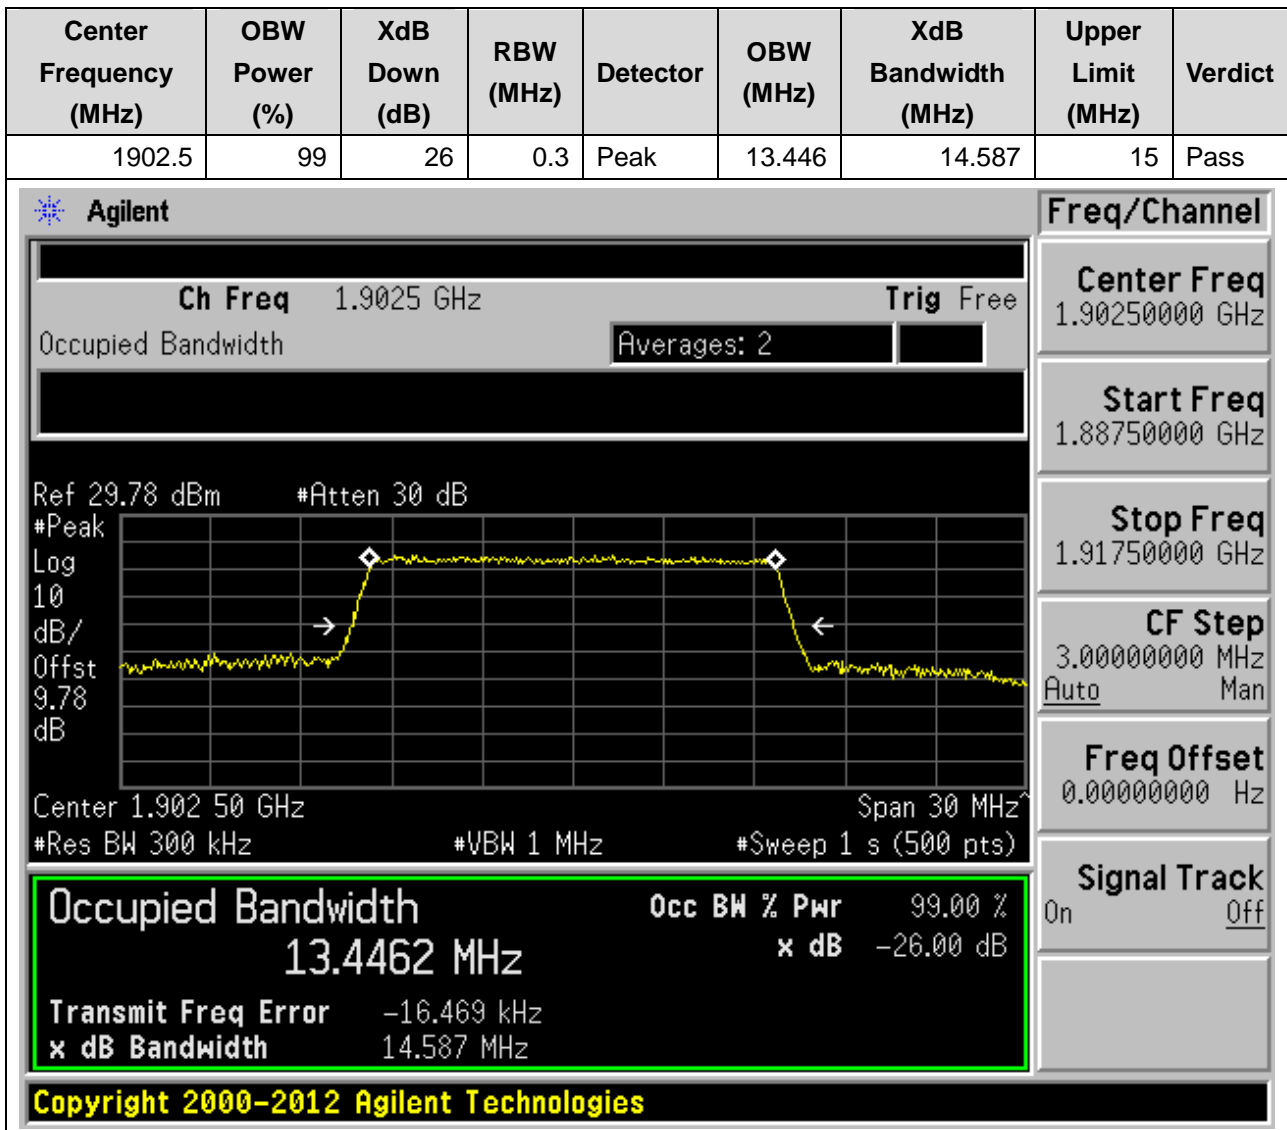 Center Frequency (MHz) OBW Power (%) XdB Down (dB) RBW (MHz) Detector OBW (MHz) XdB Bandwidth (MHz) Upper Limit (MHz) Verdict
1902.5 99 26 0.3 Peak 13.446 14.587 15 Pass
Agilent
Ch Freq 1.9025 GHz Trig Free
Occupied Bandwidth Averages: 2
Ref 29.78 dBm #Atten 30 dB
#Peak
Log
10
dB/
Offst
9.78
dB
Center 1.902 50 GHz Span 30 MHz^
#Res BW 300 kHz #VBW 1 MHz #Sweep 1 s (500 pts)
Occupied Bandwidth Occ BW % Pwr 99.00 %
13.4462 MHz x dB -26.00 dB
Transmit Freq Error -16.469 kHz
x dB Bandwidth 14.587 MHz
Copyright 2000-2012 Agilent Technologies
Freq/Channel
Center Freq
1.90250000 GHz
Start Freq
1.88750000 GHz
Stop Freq
1.91750000 GHz
CF Step
3.00000000 MHz
Auto Man
Freq Offset
0.00000000 Hz
Signal Track
On Off